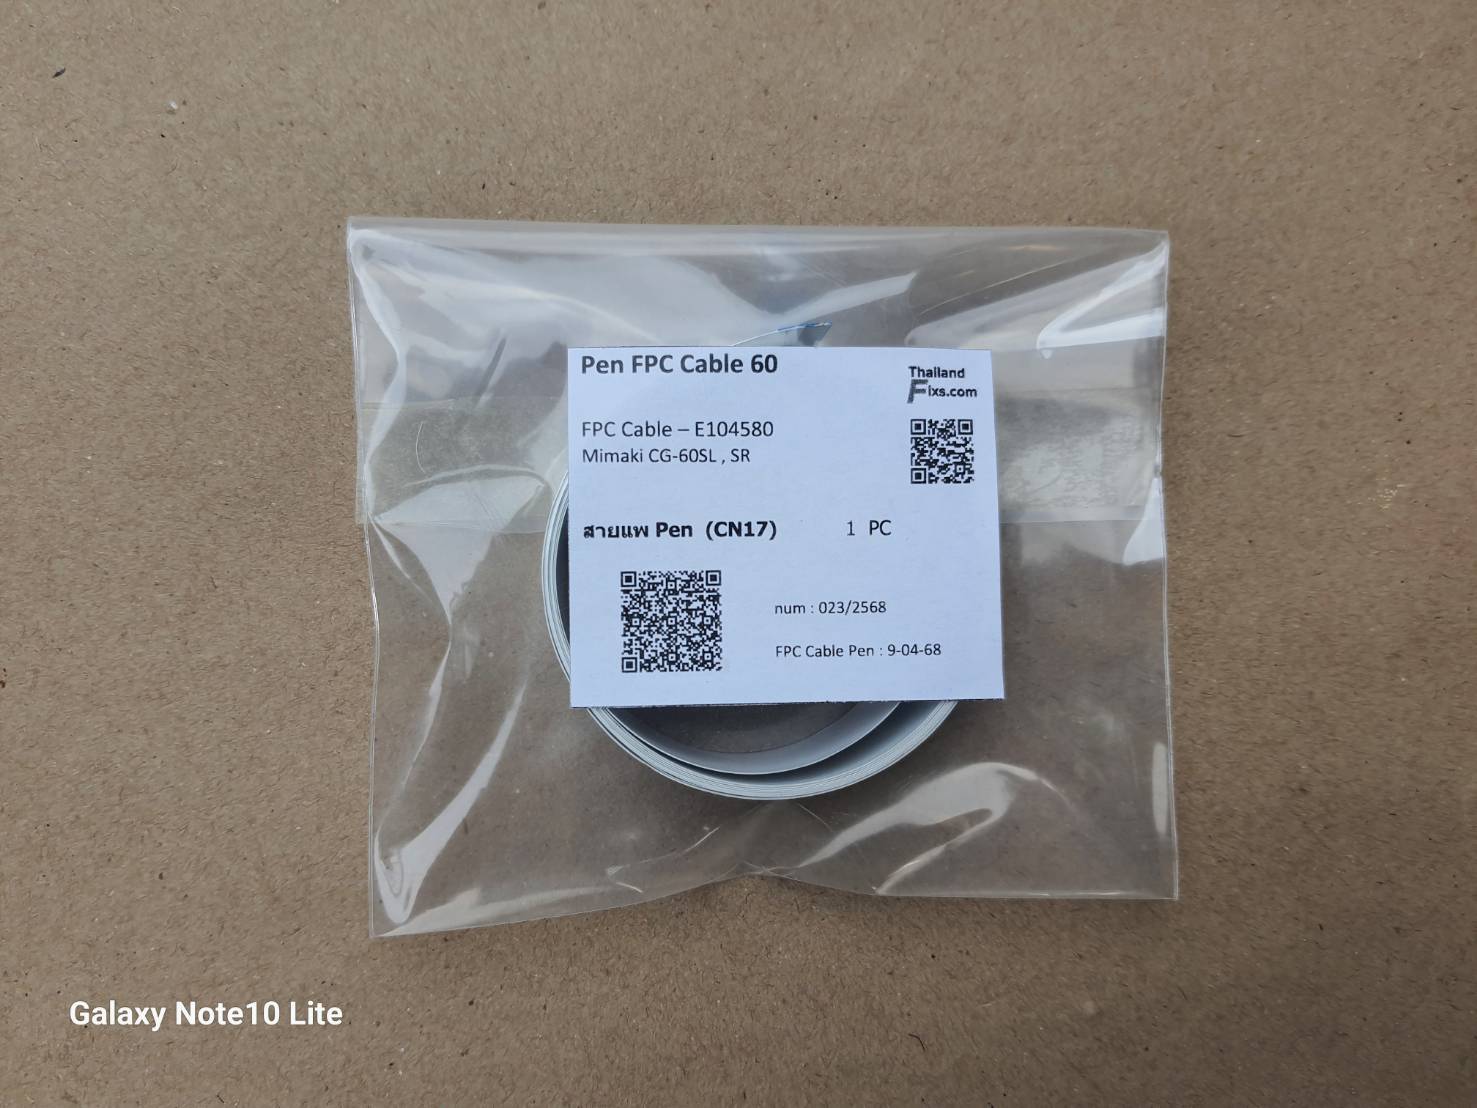 Pen FPC Cable 60
Thailand
Fixs.com
FPC Cable – E104580
Mimaki CG-60SL , SR
สายแพ Pen (CN17) 1 PC
num : 023/2568
FPC Cable Pen : 9-04-68
Galaxy Note10 Lite